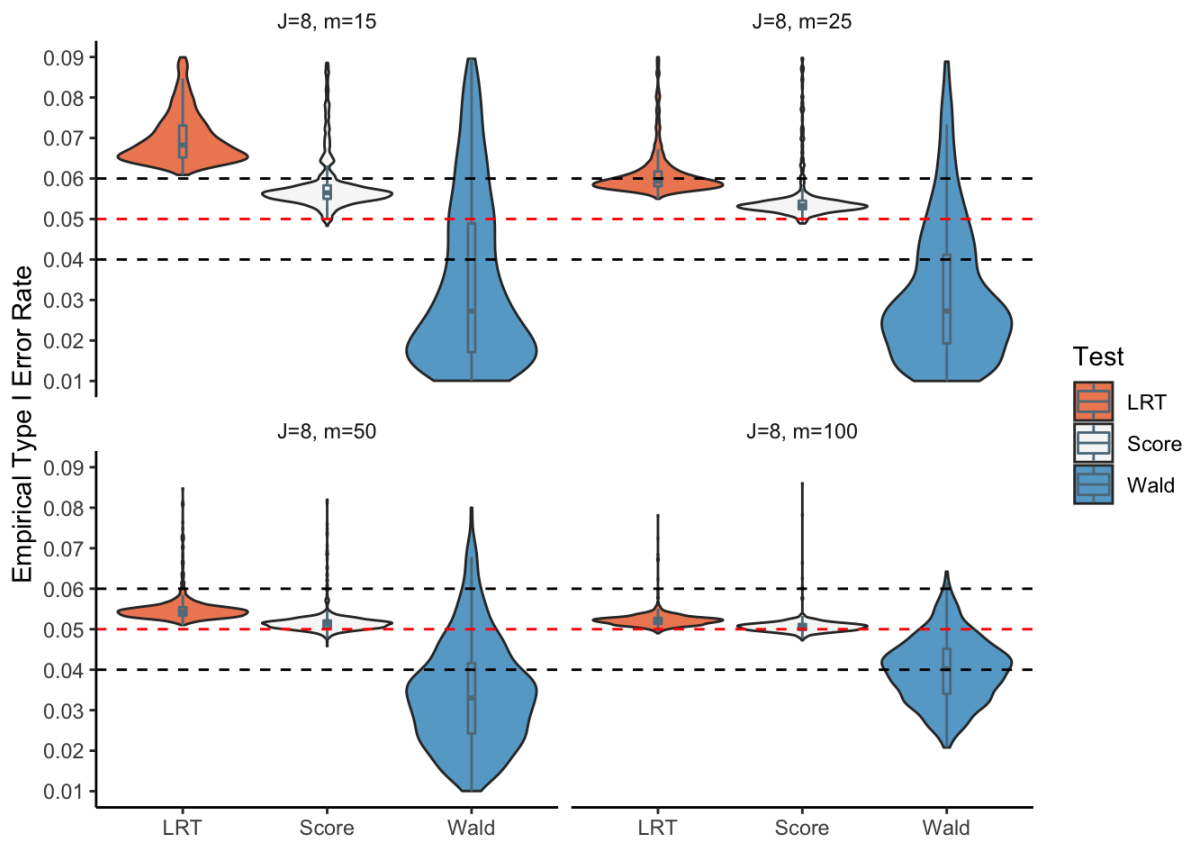 J=8, m=15
J=8, m=25
0.09
0.08
0.07
0.06
0.05
0.04
0.03
0.02
0.01
J=8, m=50
J=8, m=100
0.09
0.08
0.07
0.06
0.05
0.04
0.03
0.02
0.01
LRT Score Wald LRT Score Wald
Empirical Type I Error Rate
Test
LRT
Score
Wald